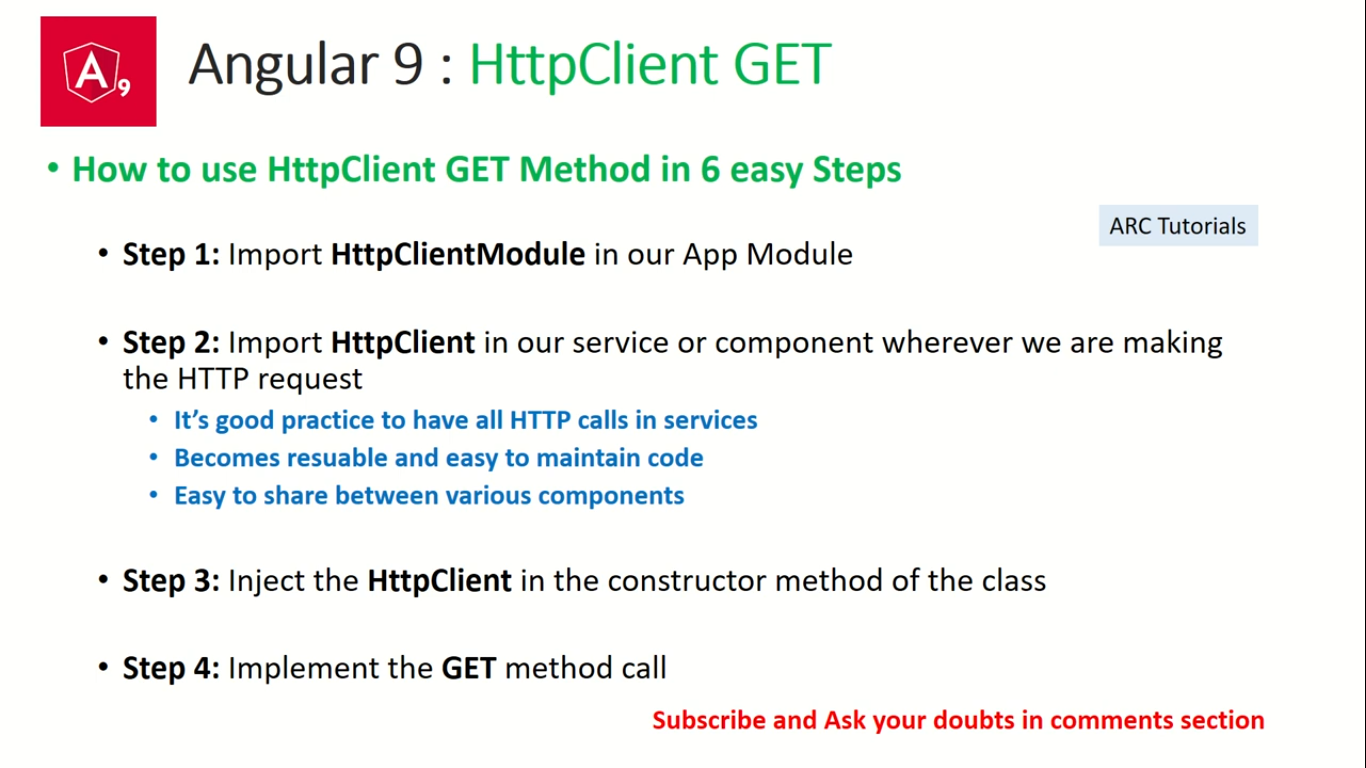 A9
Angular 9 : HttpClient GET
• How to use HttpClient GET Method in 6 easy Steps
ARC Tutorials
• Step 1: Import HttpClientModule in our App Module
• Step 2: Import HttpClient in our service or component wherever we are making
the HTTP request
• It’s good practice to have all HTTP calls in services
• Becomes resuable and easy to maintain code
• Easy to share between various components
• Step 3: Inject the HttpClient in the constructor method of the class
• Step 4: Implement the GET method call
Subscribe and Ask your doubts in comments section